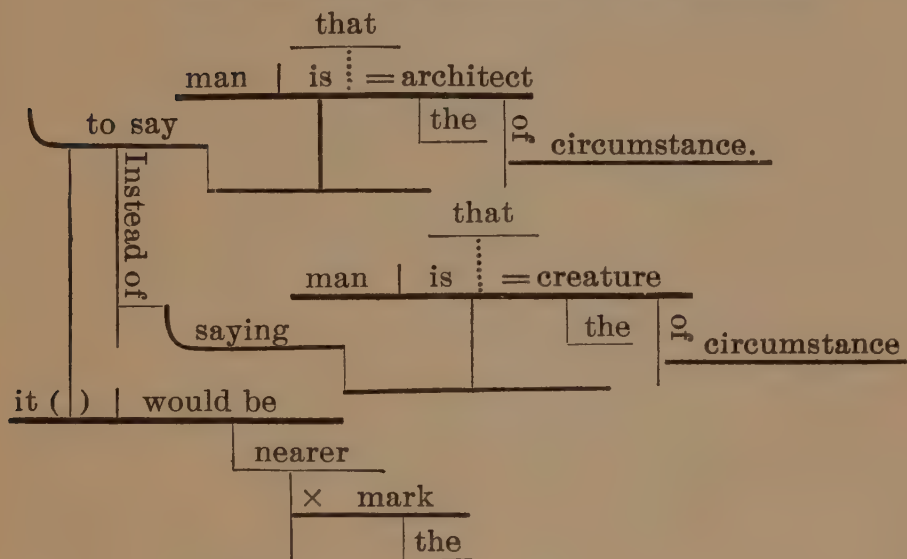 that
man is = architect
the of circumstance.
to say
Instead of
that
man is = creature
the of circumstance
saying
it ( ) would be
nearer
× mark
the